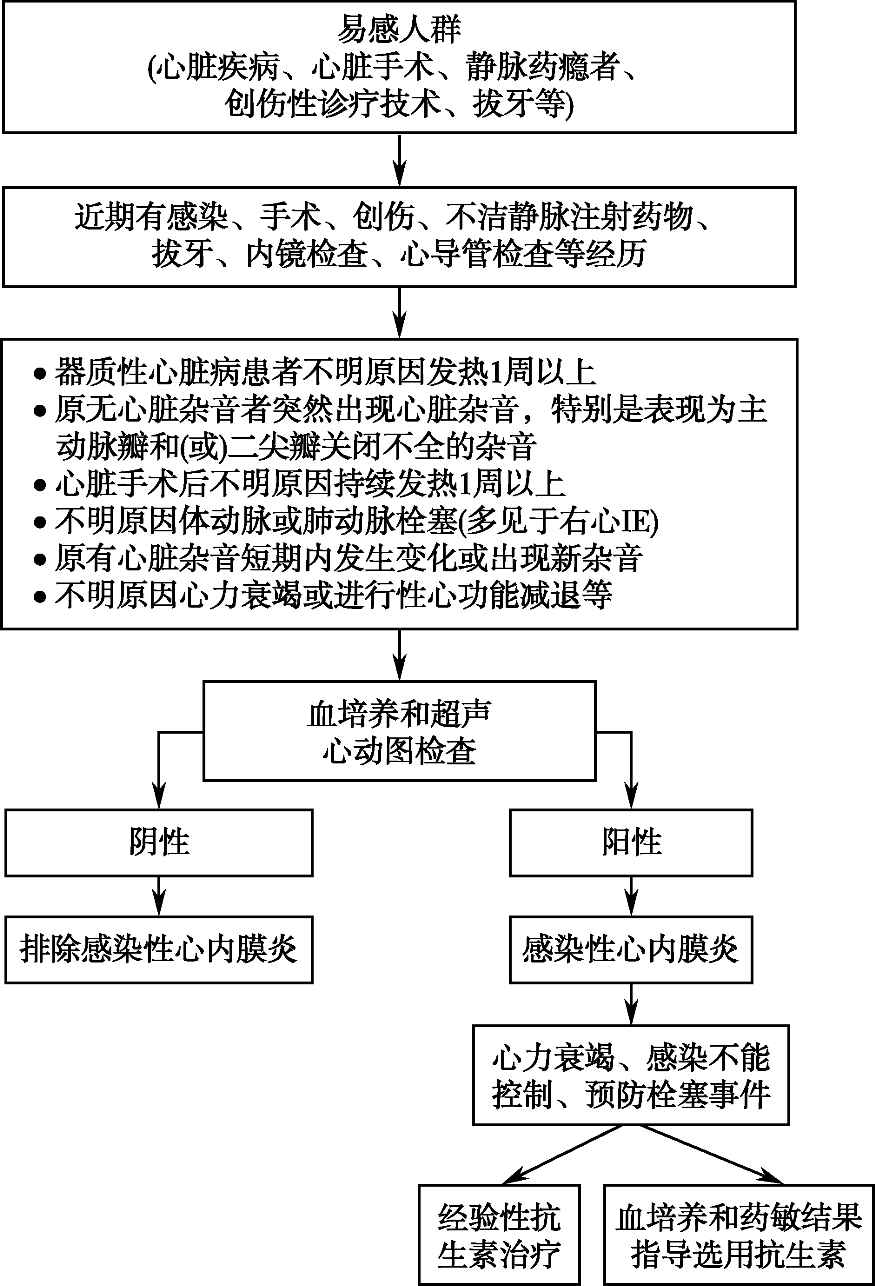 易感人群
(心脏疾病、心脏手术、静脉药瘾者、
创伤性诊疗技术、拔牙等)
近期有感染、手术、创伤、不洁静脉注射药物、
拔牙、内镜检查、心导管检查等经历
● 器质性心脏病患者不明原因发热1周以上
● 原无心脏杂音者突然出现心脏杂音，特别是表现为主
动脉瓣和(或)二尖瓣关闭不全的杂音
● 心脏手术后不明原因持续发热1周以上
● 不明原因体动脉或肺动脉栓塞(多见于右心IE)
● 原有心脏杂音短期内发生变化或出现新杂音
● 不明原因心力衰竭或进行性心功能减退等
血培养和超声
心动图检查
阴性
阳性
排除感染性心内膜炎
感染性心内膜炎
心力衰竭、感染不能
控制、预防栓塞事件
经验性抗
生素治疗
血培养和药敏结果
指导选用抗生素